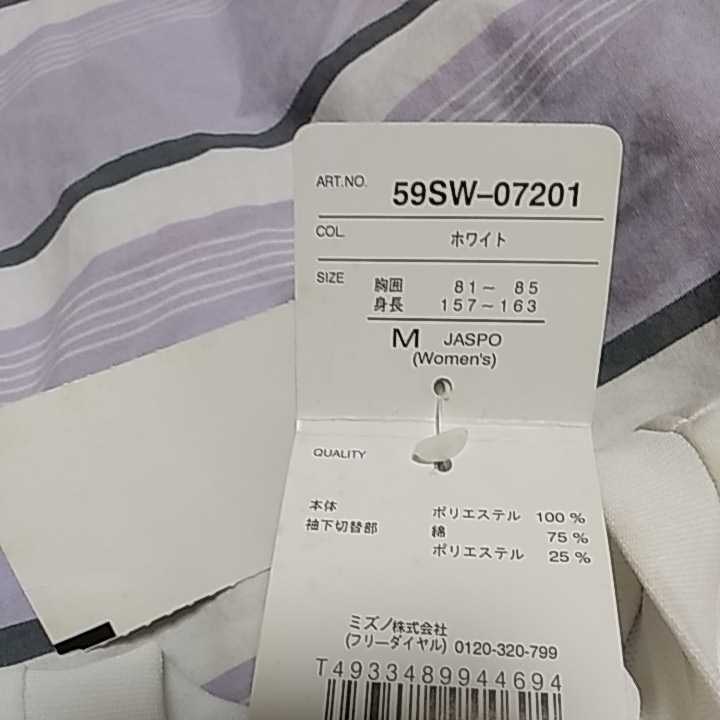 ART.NO. 59SW–07201
COL. ホワイト
SIZE 胸囲 81～ 85
身長 157～163
M JASPO
(Women's)
QUALITY
本体 ポリエステル 100 %
袖下切替部 綿 75 %
ポリエステル 25 %
ミズノ株式会社
(フリーダイヤル) 0120-320-799
T4933489944694